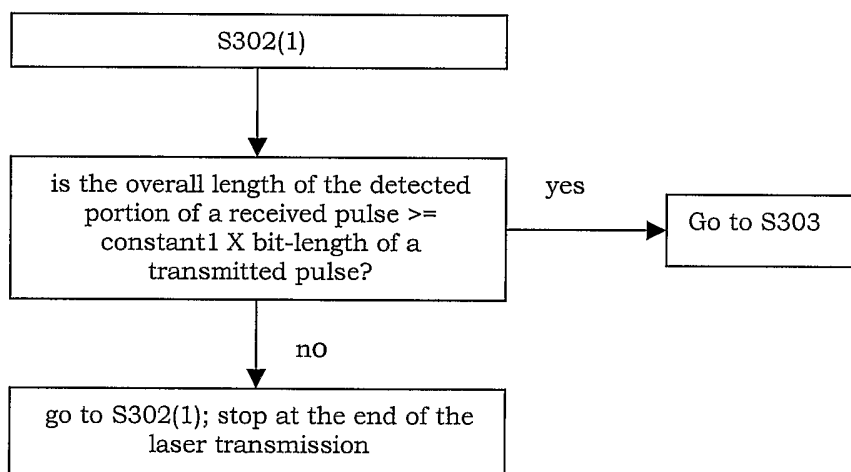 S302(1)
is the overall length of the detected
portion of a received pulse >=
constant1 X bit-length of a
transmitted pulse?
yes
Go to S303
no
go to S302(1); stop at the end of the
laser transmission